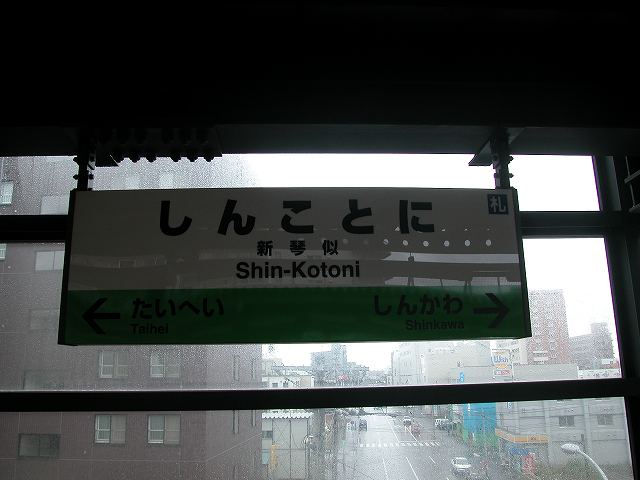 しんことに
札
新琴似
Shin-Kotoni
← たいへい
Taihei
しんかわ →
Shinkawa